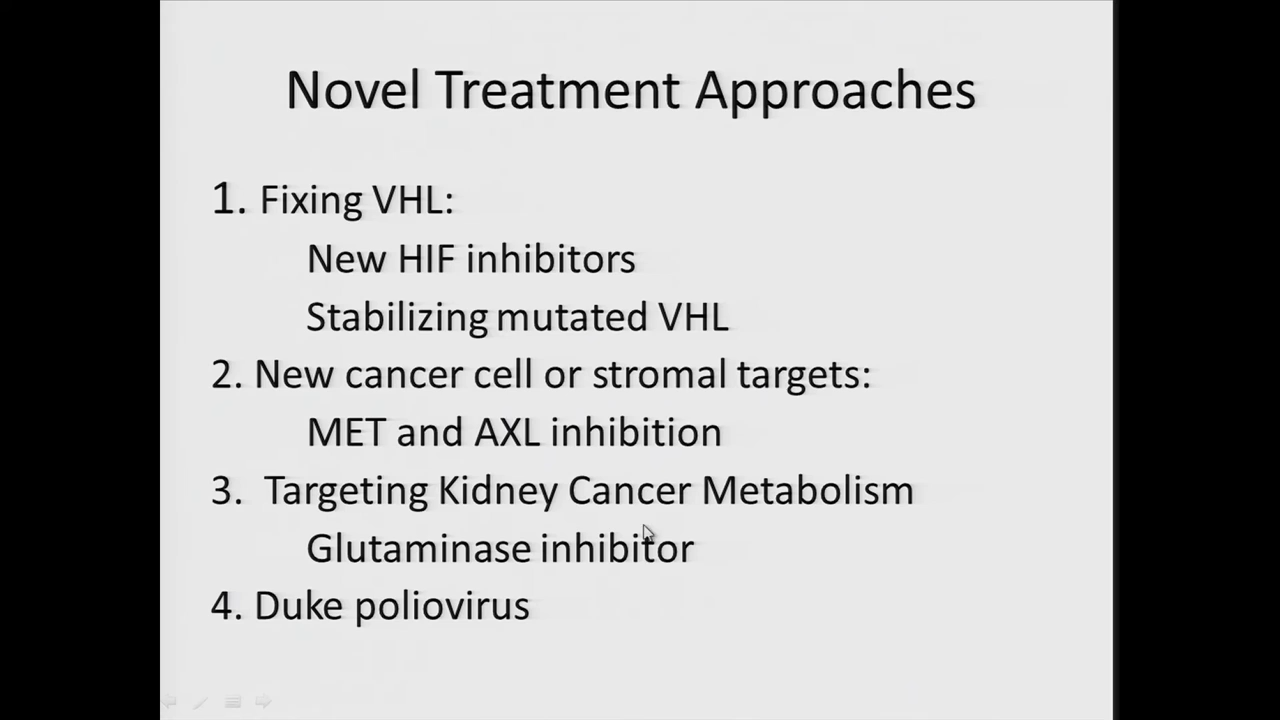 Novel Treatment Approaches
1. Fixing VHL:
New HIF inhibitors
Stabilizing mutated VHL
2. New cancer cell or stromal targets:
MET and AXL inhibition
3. Targeting Kidney Cancer Metabolism
Glutaminase inhibitor
4. Duke poliovirus